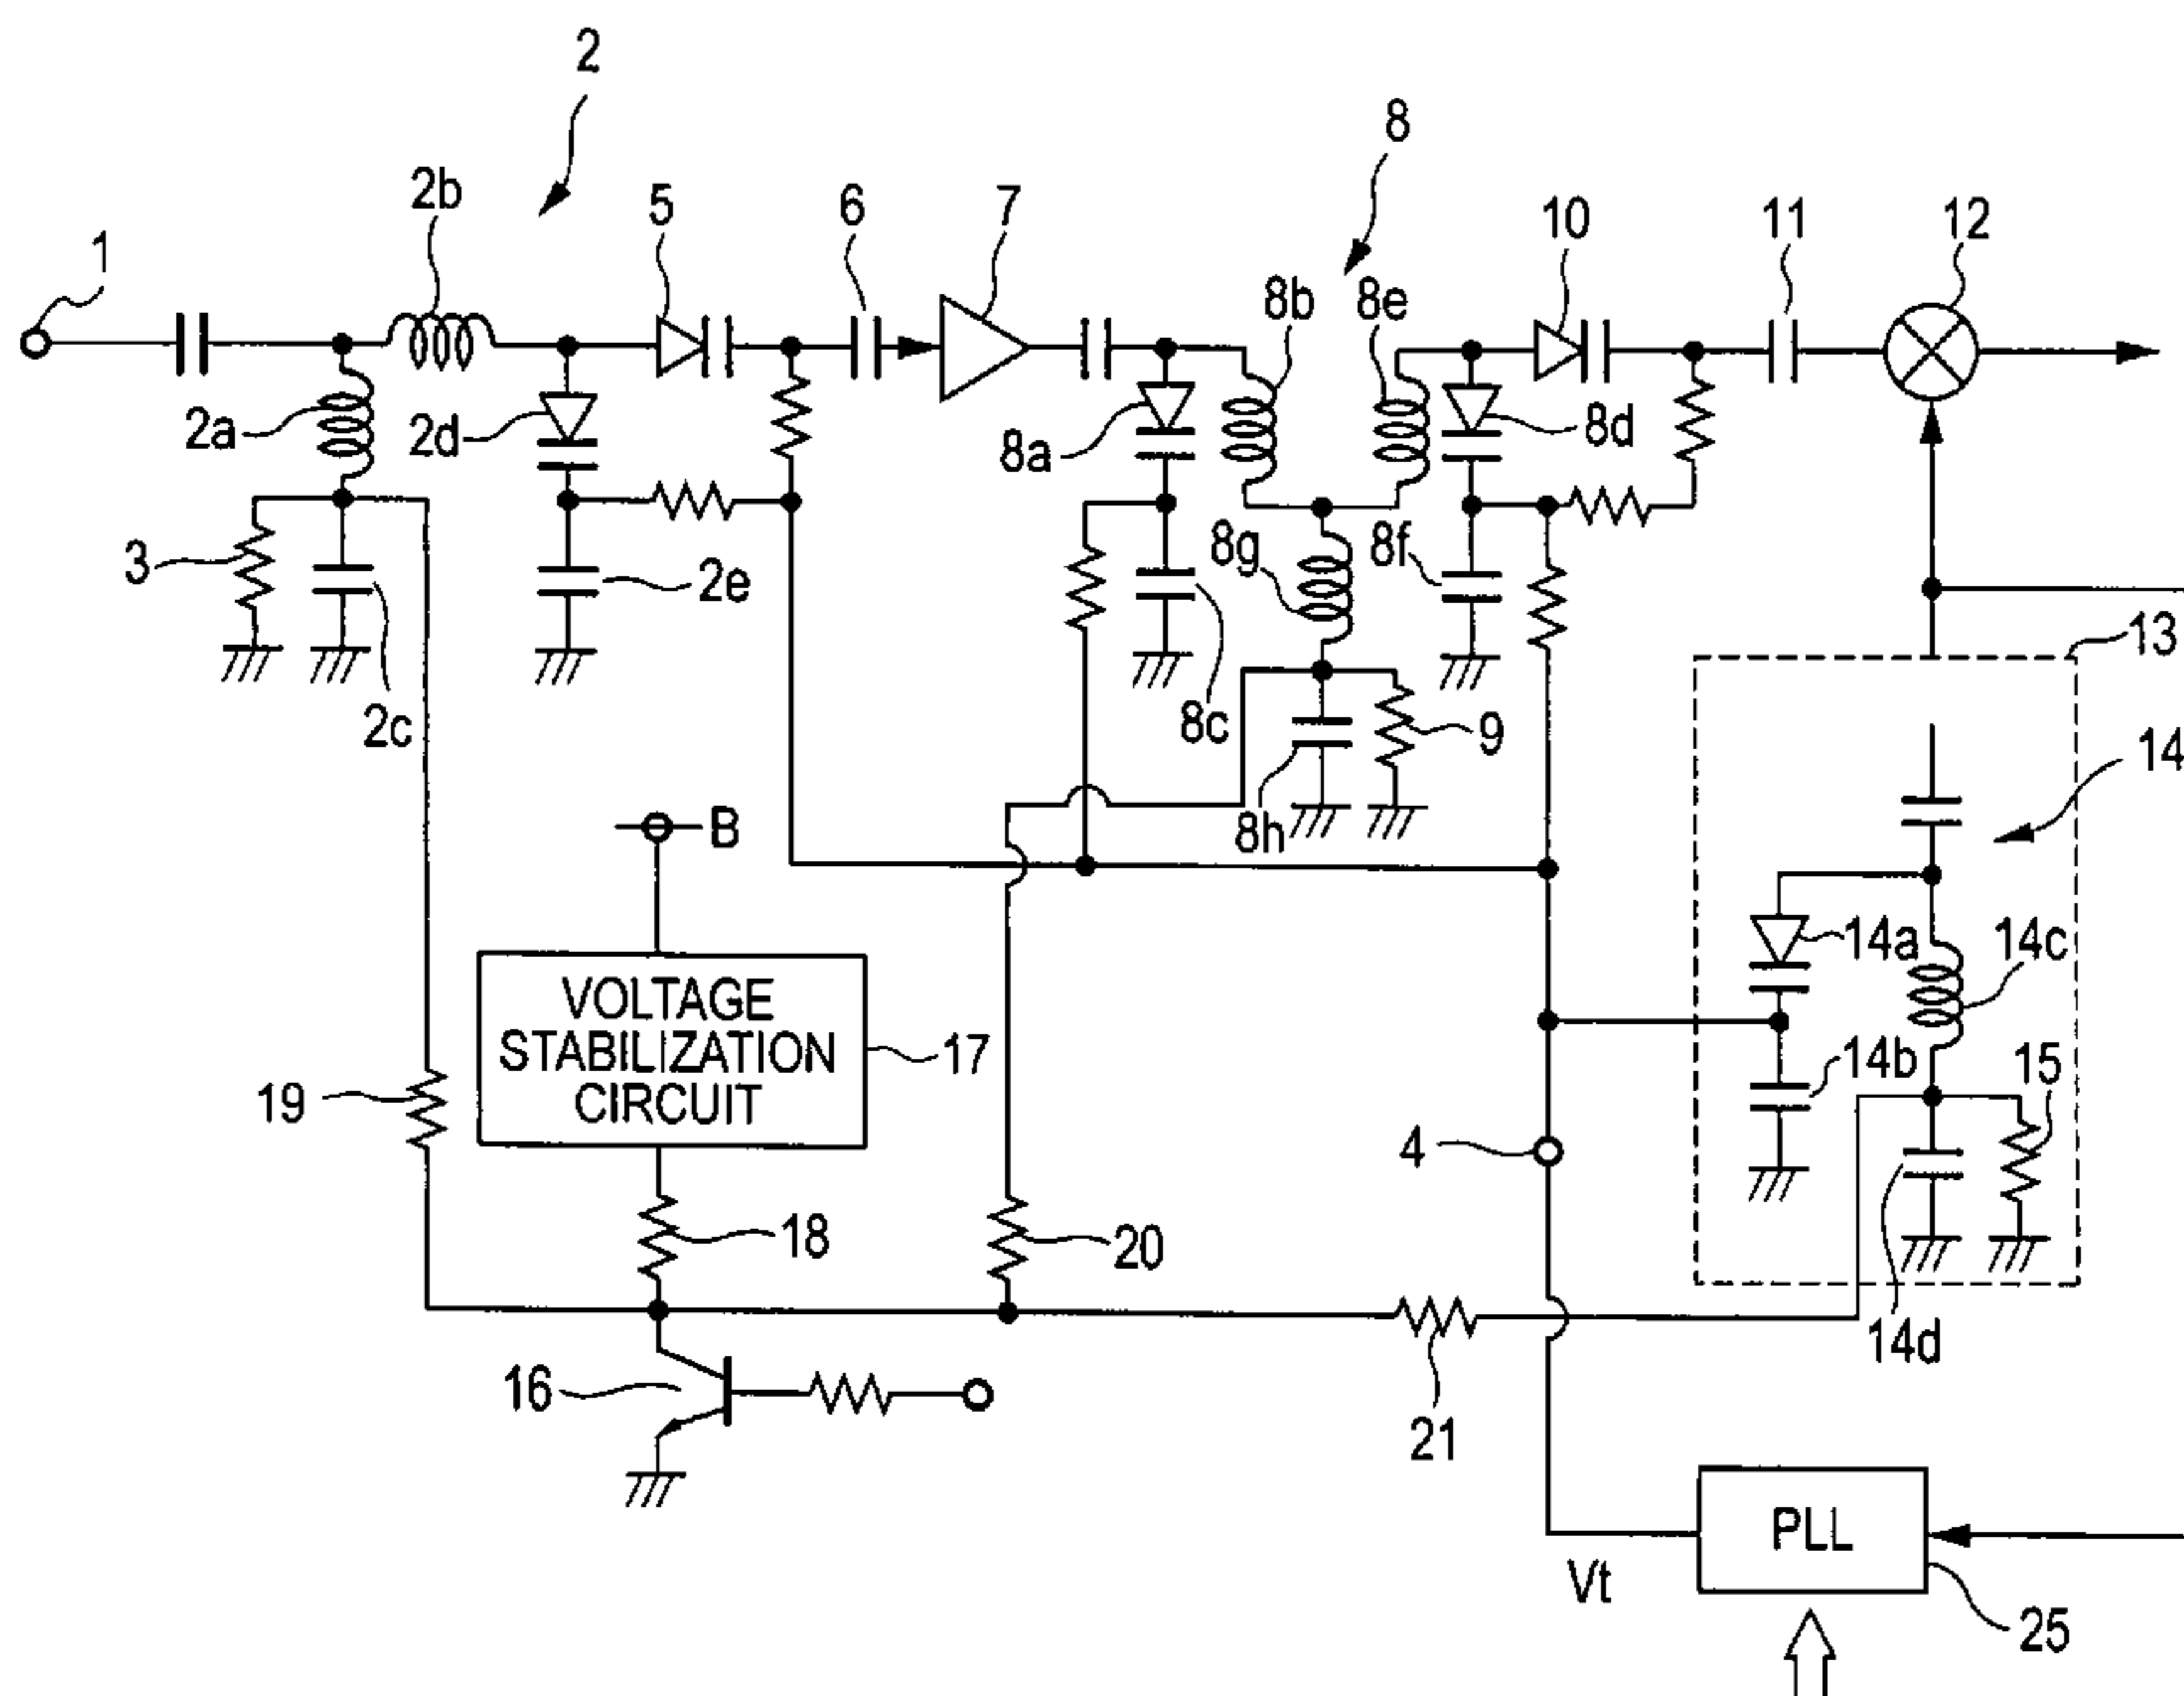 2
8
2b
5
6
7
10
11
12
1
8b
8e
2a
2d
8a
8d
3
2e
8g
8f
13
2c
8c
9
14
B
8h
14a
14c
VOLTAGE
STABILIZATION
CIRCUIT
17
14b
15
19
4
18
20
14d
16
21
PLL
Vt
25